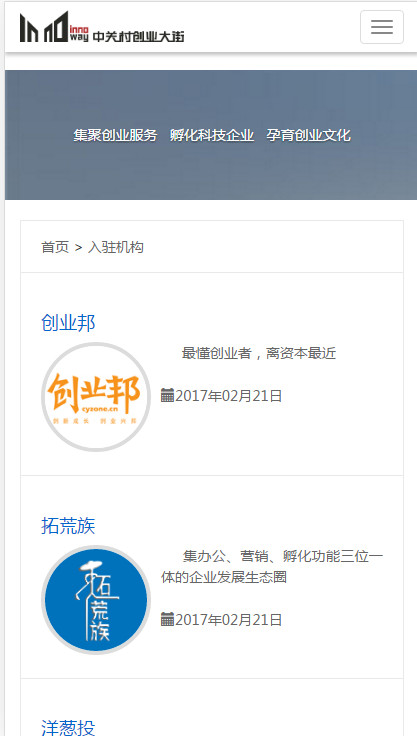 inno
way 中关村创业大街
集聚创业服务 孵化科技企业 孕育创业文化
首页 > 入驻机构
创业邦
最懂创业者，离资本最近
创业邦
cyzone.cn
2017年02月21日
拓荒族
集办公、营销、孵化功能三位一
体的企业发展生态圈
拓荒族
2017年02月21日
洋葱投